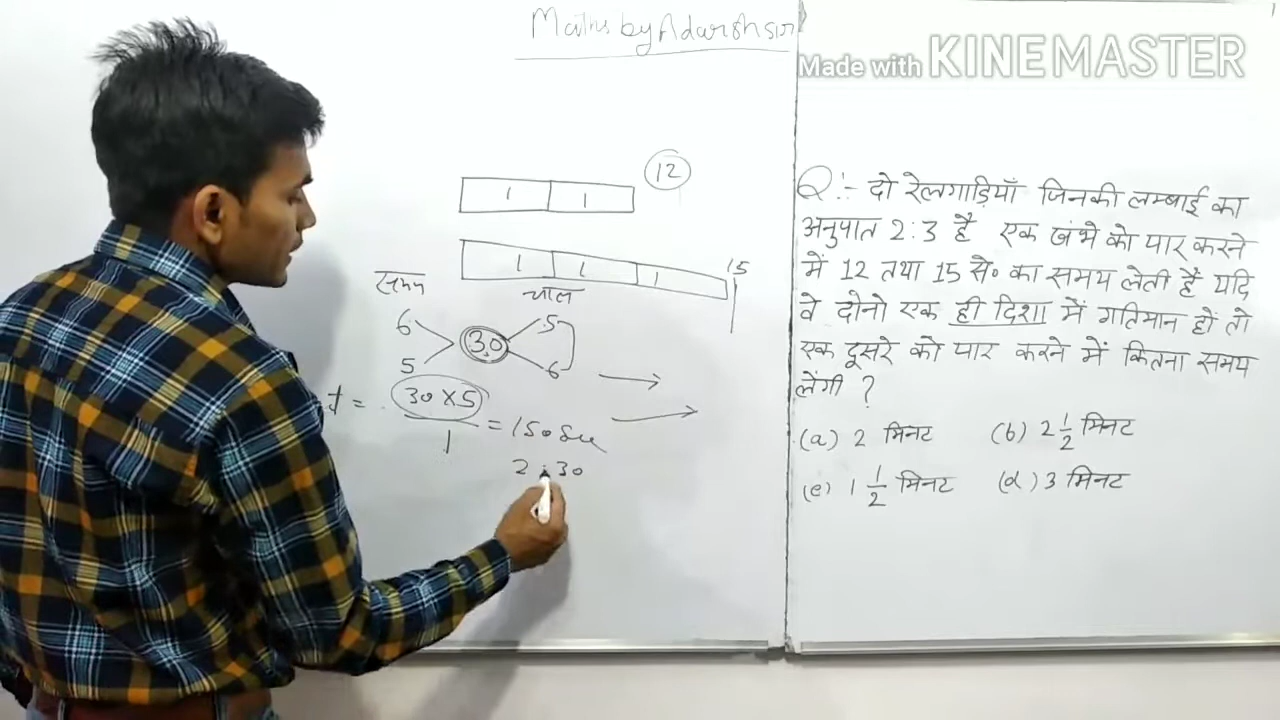 Maths by Adarsh sir
Made with KINEMASTER
12
1 1
1 1 1
15
समय चाल
6 5
30
5 6
t = 30 × 5 / 1 = 150 Sec
2 : 30
Q:- दो रेलगाड़ियाँ जिनकी लम्बाई का
अनुपात 2:3 है एक खंभे को पार करने
में 12 तथा 15 से० का समय लेती है यदि
वे दोनो एक ही दिशा में गतिमान हों तो
एक दूसरे को पार करने में कितना समय
लेंगी ?
(a) 2 मिनट (b) 2 1/2 मिनट
(c) 1 1/2 मिनट (d) 3 मिनट